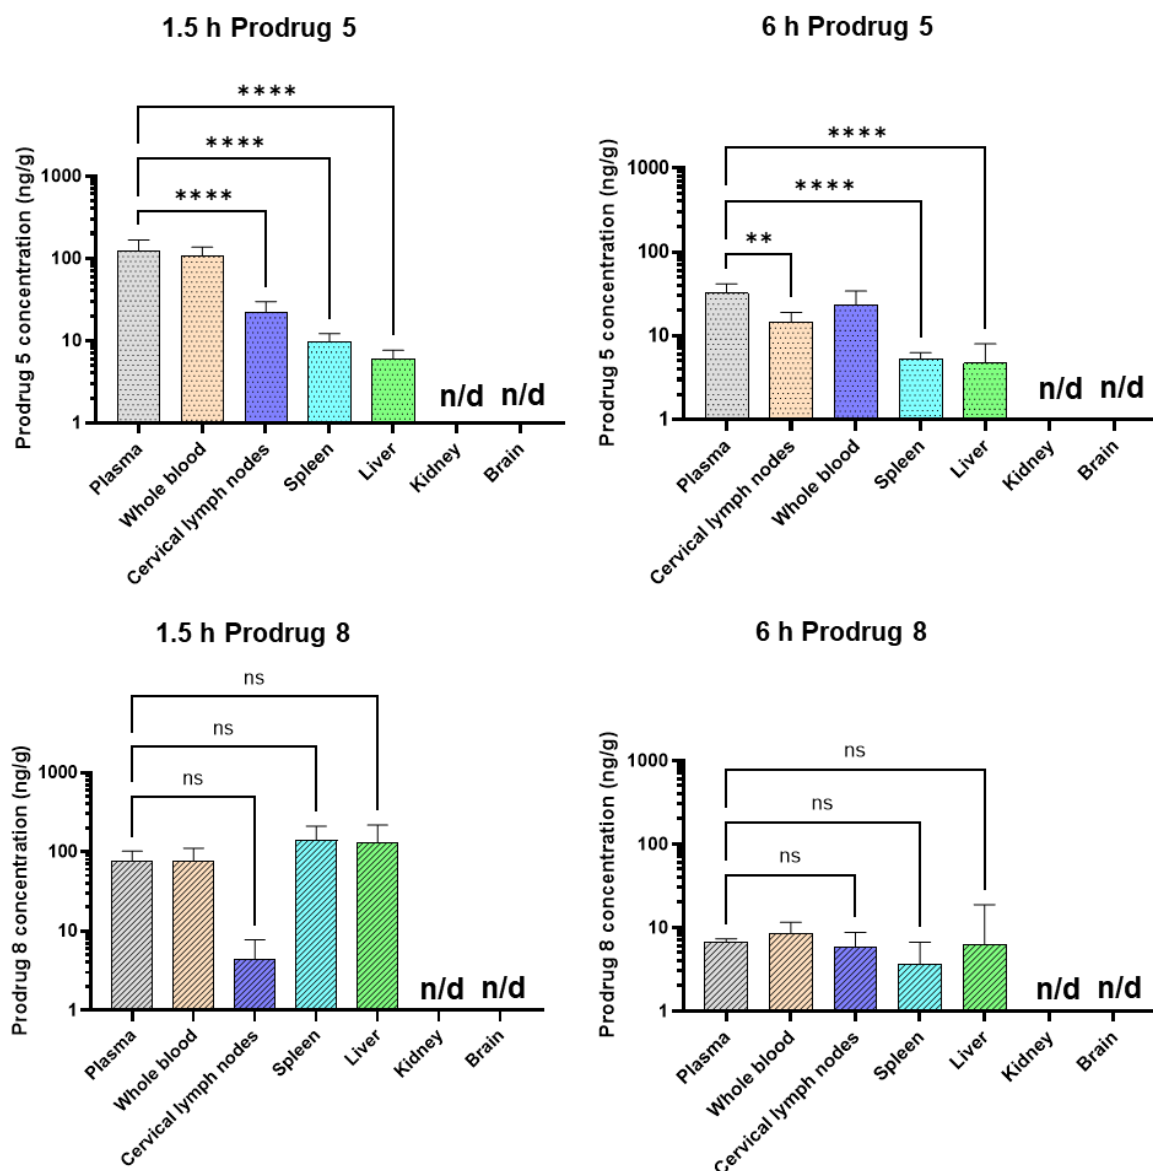 1.5 h Prodrug 5
****
****
****
Prodrug 5 concentration (ng/g)
1000
100
10
1
n/d
n/d
Plasma
Whole blood
Cervical lymph nodes
Spleen
Liver
Kidney
Brain
6 h Prodrug 5
****
****
**
Prodrug 5 concentration (ng/g)
1000
100
10
1
n/d
n/d
Plasma
Cervical lymph nodes
Whole blood
Spleen
Liver
Kidney
Brain
1.5 h Prodrug 8
ns
ns
ns
Prodrug 8 concentration (ng/g)
1000
100
10
1
n/d
n/d
Plasma
Whole blood
Cervical lymph nodes
Spleen
Liver
Kidney
Brain
6 h Prodrug 8
ns
ns
ns
Prodrug 8 concentration (ng/g)
1000
100
10
1
n/d
n/d
Plasma
Whole blood
Cervical lymph nodes
Spleen
Liver
Kidney
Brain